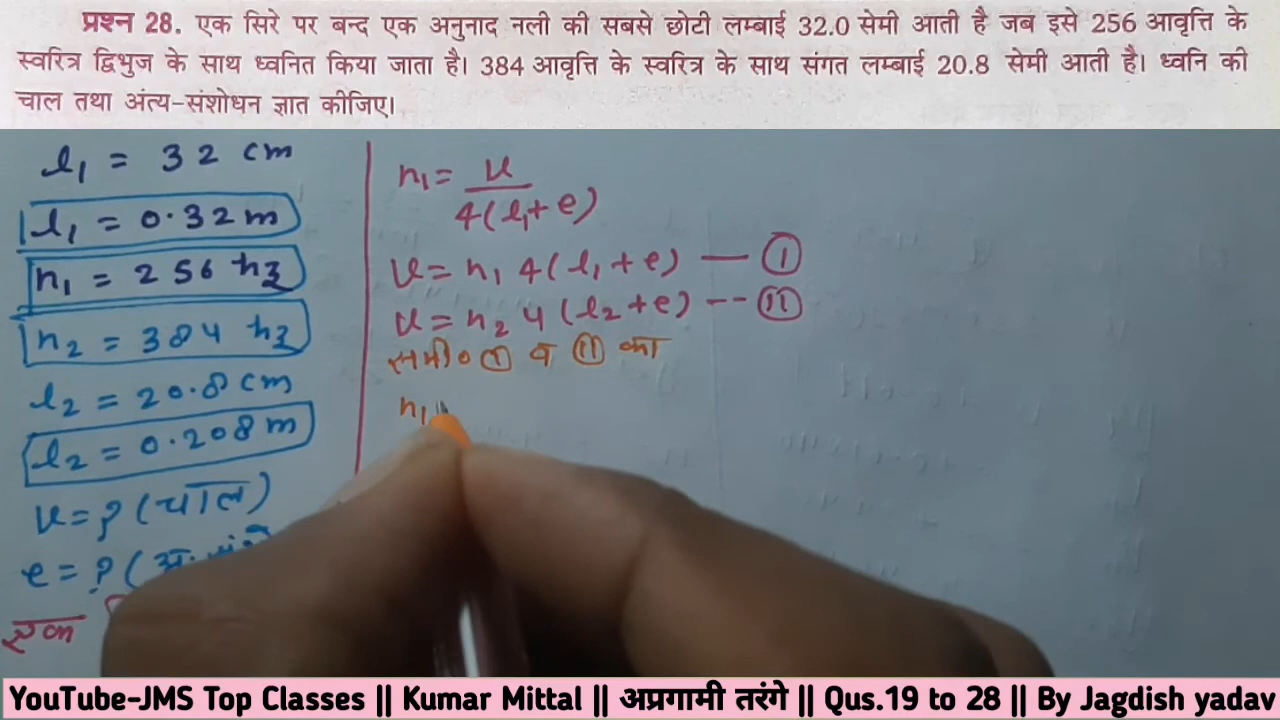 प्रश्न 28. एक सिरे पर बन्द एक अनुनाद नली की सबसे छोटी लम्बाई 32.0 सेमी आती है जब इसे 256 आवृत्ति के
स्वरित्र द्विभुज के साथ ध्वनित किया जाता है। 384 आवृत्ति के स्वरित्र के साथ संगत लम्बाई 20.8 सेमी आती है। ध्वनि की
चाल तथा अंत्य-संशोधन ज्ञात कीजिए।
l₁ = 32 cm
l₁ = 0.32 m
n₁ = 256 hz
n₂ = 384 hz
l₂ = 20.8 cm
l₂ = 0.208 m
v = ? (चाल)
e = ? (
एक
n₁ = v / 4(l₁+e)
v = n₁ 4(l₁+e) — (I)
v = n₂ 4(l₂+e) -- (II)
समी० (I) व (II) का
n₁
YouTube-JMS Top Classes || Kumar Mittal || अप्रगामी तरंगे || Qus.19 to 28 || By Jagdish yadav